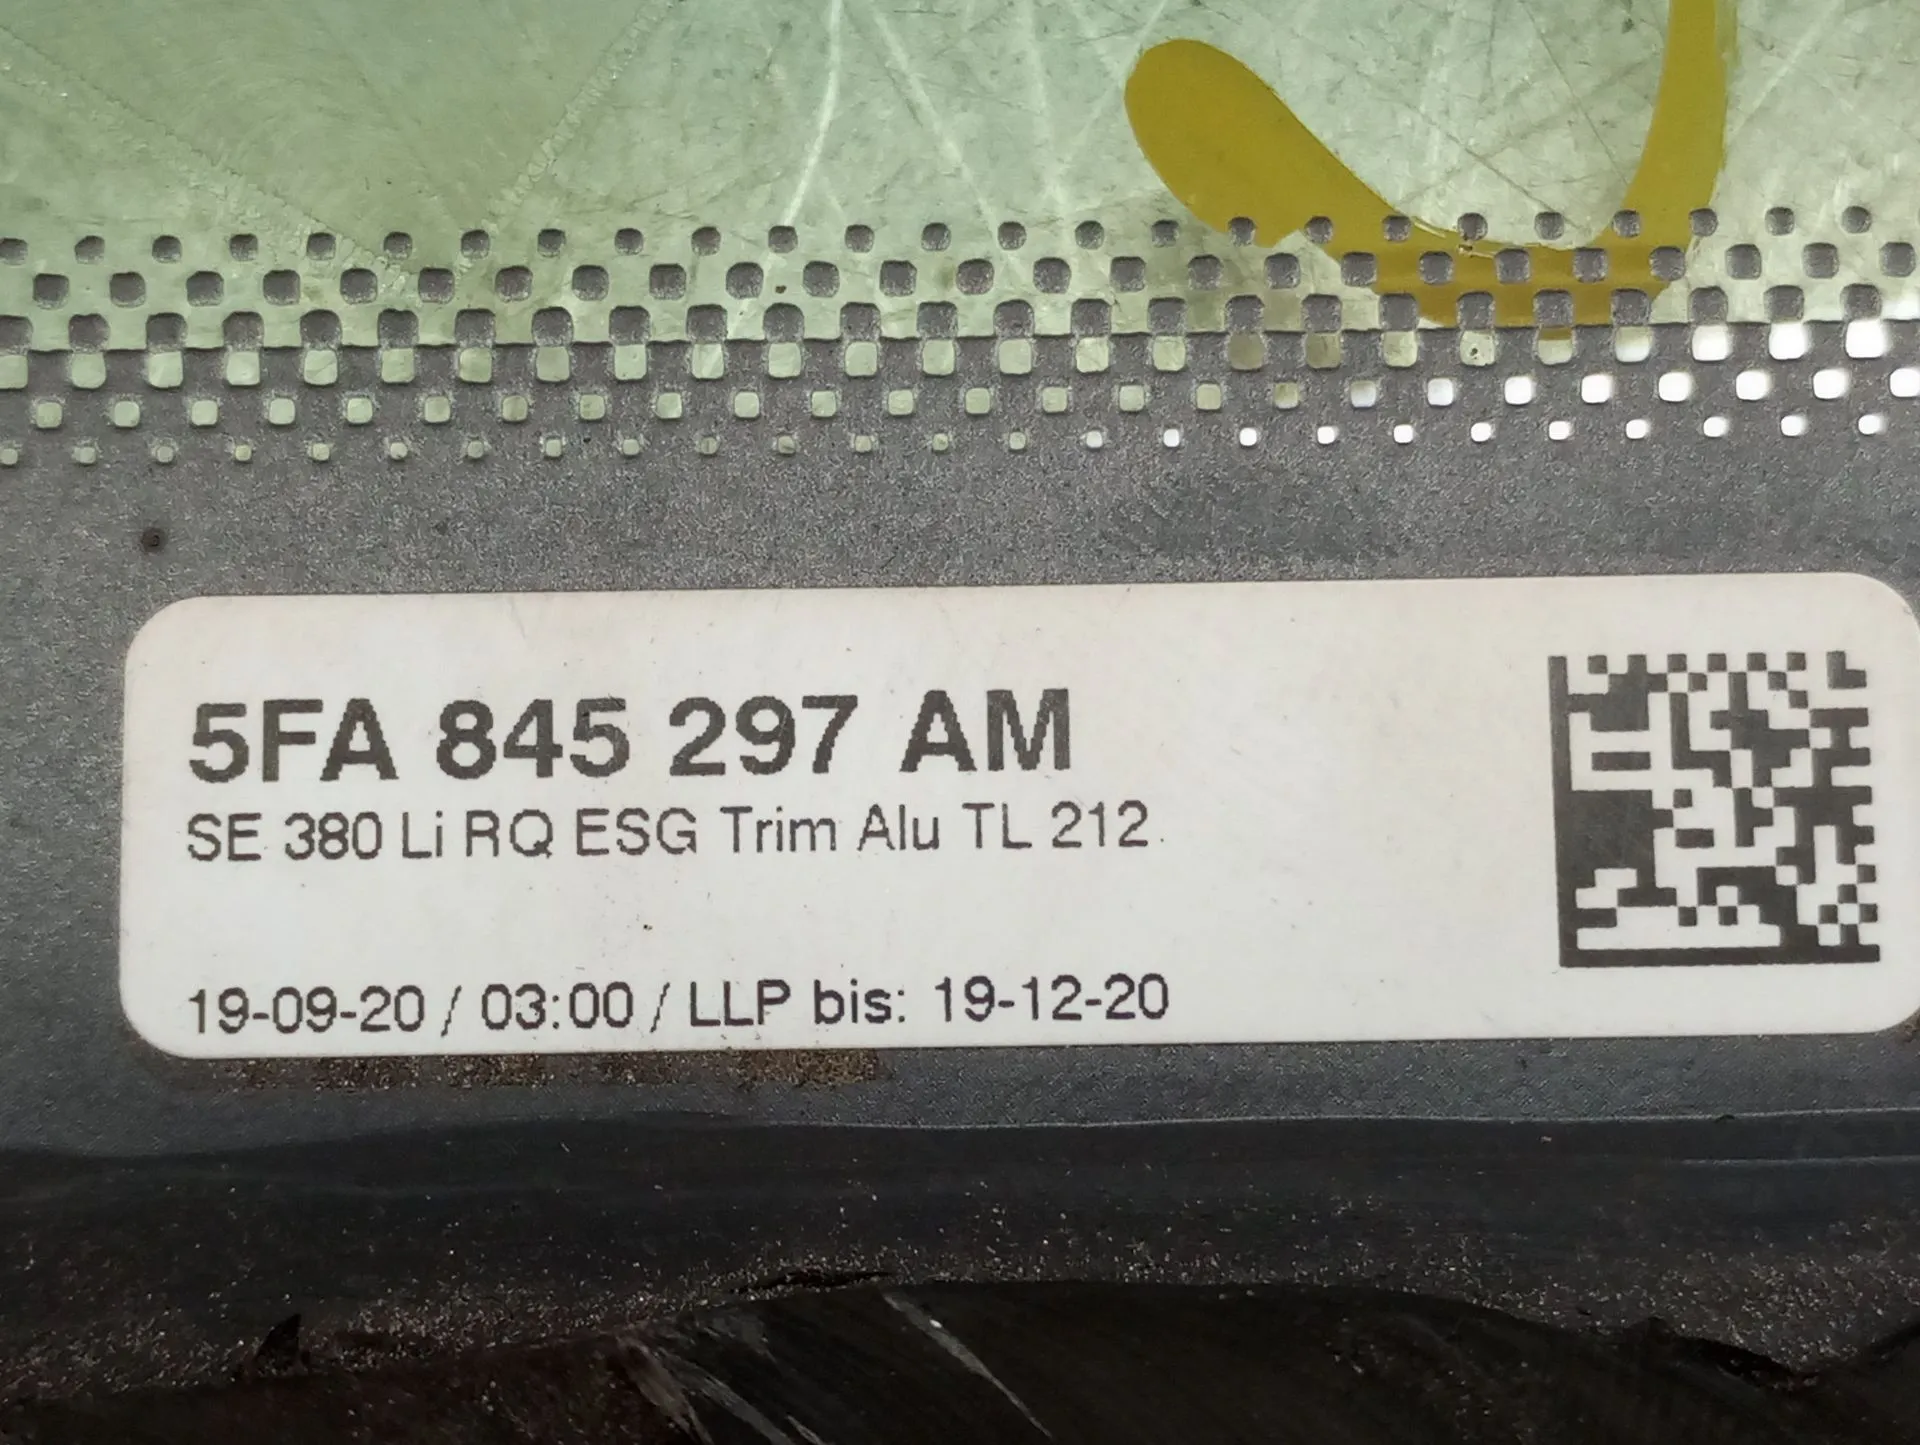 5FA 845 297 AM
SE 380 Li RQ ESG Trim Alu TL 212
19-09-20 / 03:00 / LLP bis: 19-12-20